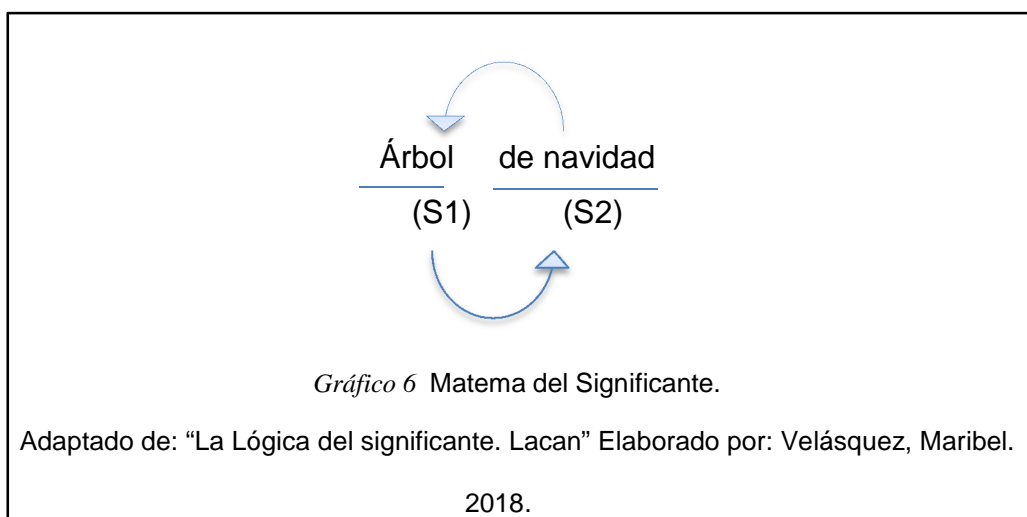 Árbol de navidad
(S1) (S2)
Gráfico 6 Matema del Significante.
Adaptado de: “La Lógica del significante. Lacan” Elaborado por: Velásquez, Maribel.
2018.